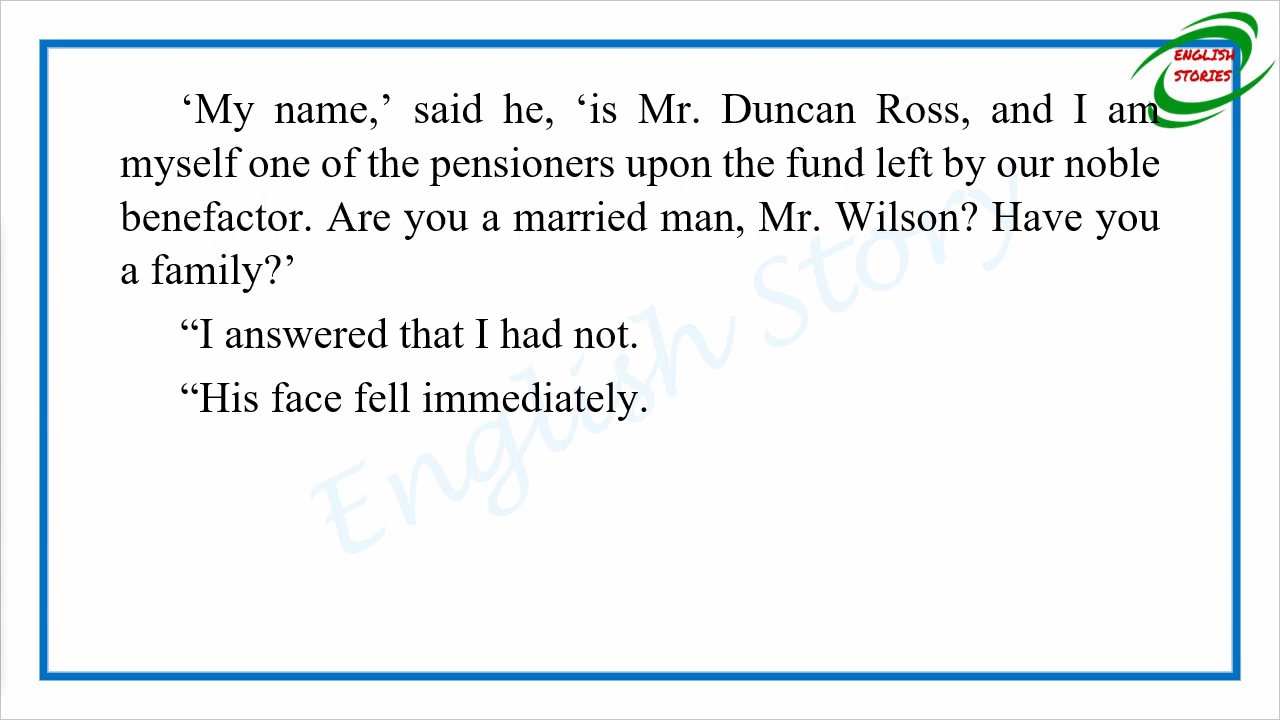 ENGLISH
STORIES
‘My name,’ said he, ‘is Mr. Duncan Ross, and I am
myself one of the pensioners upon the fund left by our noble
benefactor. Are you a married man, Mr. Wilson? Have you
a family?’
“I answered that I had not.
“His face fell immediately.
English Story